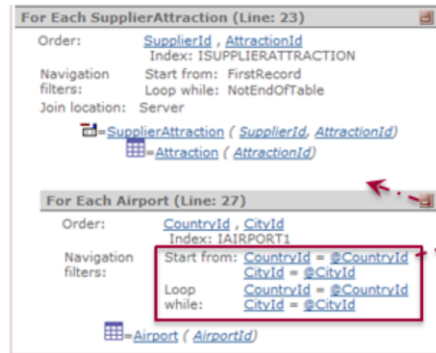 For Each SupplierAttraction (Line: 23)
Order: SupplierId , AttractionId
Index: ISUPPLIERATTRACTION
Navigation filters: Start from: FirstRecord
Loop while: NotEndOfTable
Join location: Server
=SupplierAttraction ( SupplierId, AttractionId)
=Attraction ( AttractionId)
For Each Airport (Line: 27)
Order: CountryId , CityId
Index: IAIRPORT1
Navigation filters: Start from: CountryId = @CountryId
CityId = @CityId
Loop while: CountryId = @CountryId
CityId = @CityId
=Airport ( AirportId)